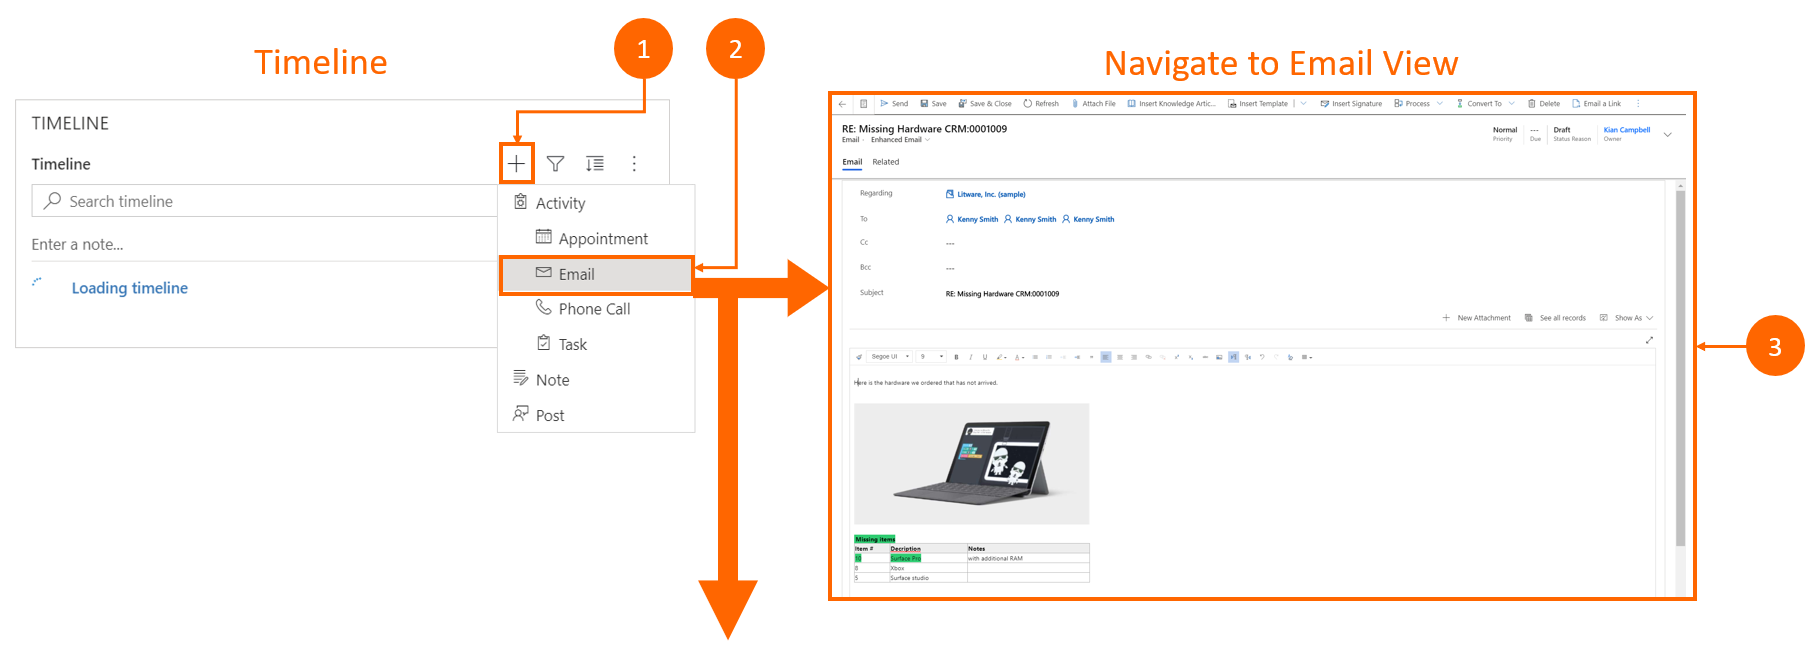 Timeline
1
2
Navigate to Email View
TIMELINE
Timeline
Search timeline
Enter a note...
Loading timeline
Activity
Appointment
Email
Phone Call
Task
Note
Post
Send Save Save & Close Refresh Attach File Insert Knowledge Artic... Insert Template Insert Signature Process Convert To Delete Email a Link
RE: Missing Hardware CRM:0001009
Email · Enhanced Email
Normal
Priority
---
Due
Draft
Status Reason
Kian Campbell
Owner
Email Related
Regarding Litware, Inc. (sample)
To Kenny Smith Kenny Smith Kenny Smith
Cc ---
Bcc ---
Subject RE: Missing Hardware CRM:0001009
New Attachment See all records Show As
3
Segoe UI 9 B I U
Here is the hardware we ordered that has not arrived.
Missing items
Item # Decription Notes
10 Surface Pro with additional RAM
8 Xbox
5 Surface studio